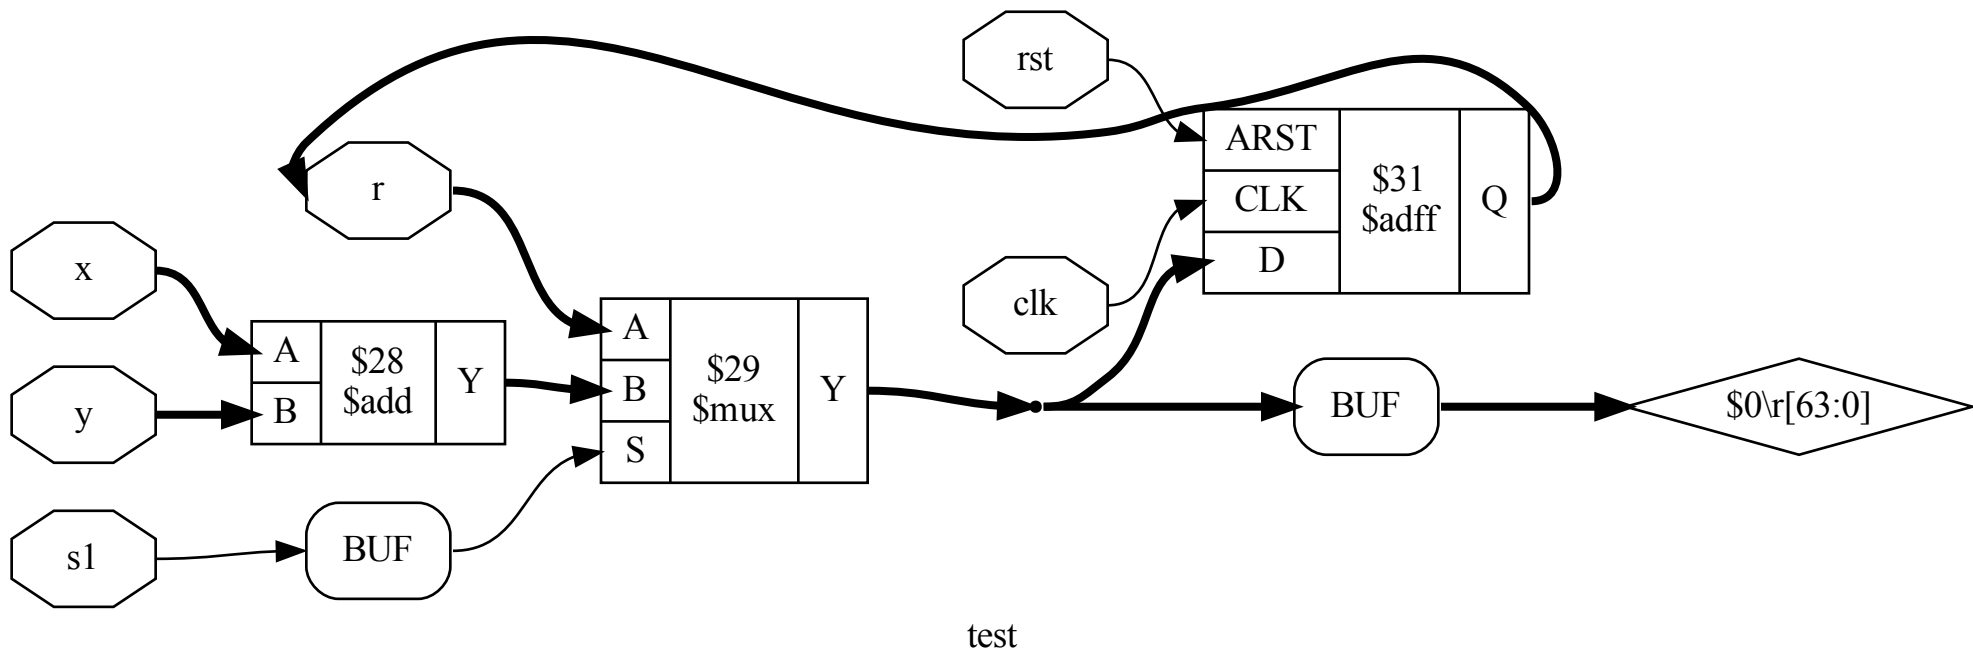 rst
ARST
CLK
D
$31
$adff
Q
r
x
clk
A
B
$28
$add
Y
A
B
S
$29
$mux
Y
BUF
$0\r[63:0]
y
s1
BUF
test